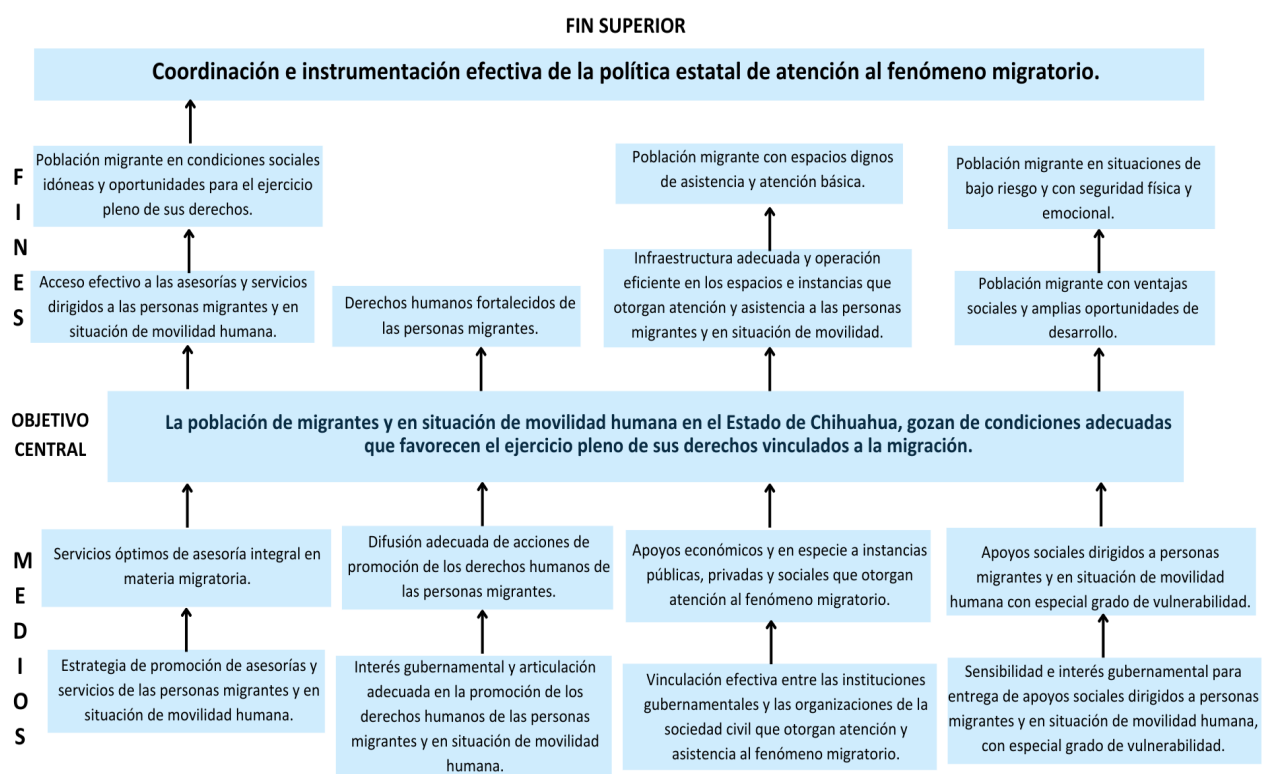 FIN SUPERIOR
Coordinación e instrumentación efectiva de la política estatal de atención al fenómeno migratorio.
FINES
Población migrante en condiciones sociales
idóneas y oportunidades para el ejercicio
pleno de sus derechos.
Población migrante con espacios dignos
de asistencia y atención básica.
Población migrante en situaciones de
bajo riesgo y con seguridad física y
emocional.
Acceso efectivo a las asesorías y servicios
dirigidos a las personas migrantes y en
situación de movilidad humana.
Derechos humanos fortalecidos de
las personas migrantes.
Infraestructura adecuada y operación
eficiente en los espacios e instancias que
otorgan atención y asistencia a las personas
migrantes y en situación de movilidad.
Población migrante con ventajas
sociales y amplias oportunidades de
desarrollo.
OBJETIVO
CENTRAL
La población de migrantes y en situación de movilidad humana en el Estado de Chihuahua, gozan de condiciones adecuadas
que favorecen el ejercicio pleno de sus derechos vinculados a la migración.
MEDIOS
Servicios óptimos de asesoría integral en
materia migratoria.
Difusión adecuada de acciones de
promoción de los derechos humanos de
las personas migrantes.
Apoyos económicos y en especie a instancias
públicas, privadas y sociales que otorgan
atención al fenómeno migratorio.
Apoyos sociales dirigidos a personas
migrantes y en situación de movilidad
humana con especial grado de vulnerabilidad.
Estrategia de promoción de asesorías y
servicios de las personas migrantes y en
situación de movilidad humana.
Interés gubernamental y articulación
adecuada en la promoción de los
derechos humanos de las personas
migrantes y en situación de movilidad
humana.
Vinculación efectiva entre las instituciones
gubernamentales y las organizaciones de la
sociedad civil que otorgan atención y
asistencia al fenómeno migratorio.
Sensibilidad e interés gubernamental para
entrega de apoyos sociales dirigidos a personas
migrantes y en situación de movilidad humana,
con especial grado de vulnerabilidad.